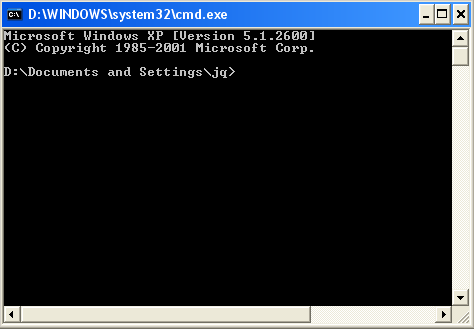 D:\WINDOWS\system32\cmd.exe
Microsoft Windows XP [Version 5.1.2600]
(C) Copyright 1985-2001 Microsoft Corp.
D:\Documents and Settings\jq>